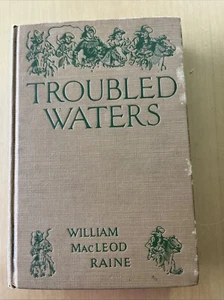 TROUBLED
WATERS
WILLIAM
MACLEOD
RAINE